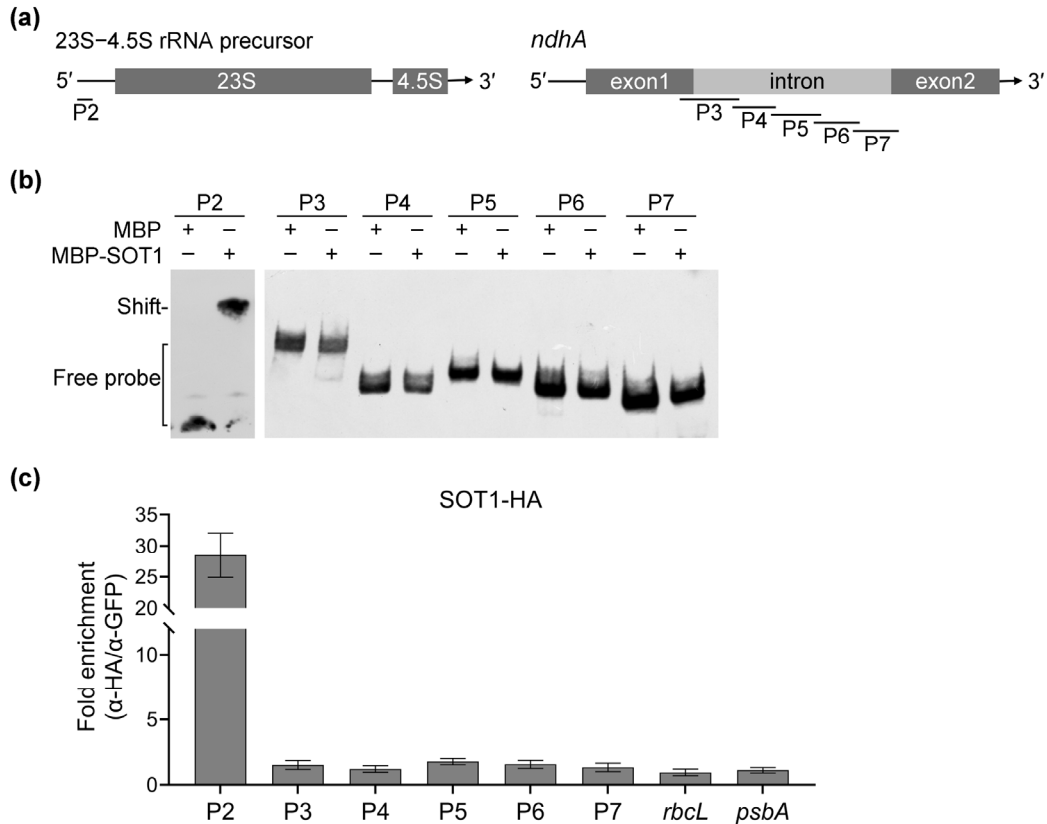 (a)
23S–4.5S rRNA precursor
ndhA
5′ 23S 4.5S 3′
5′ exon1 intron exon2 3′
P2
P3 P4 P5 P6 P7
(b)
P2 P3 P4 P5 P6 P7
MBP + – + – + – + – + – + –
MBP-SOT1 – + – + – + – + – + – +
Shift-
Free probe
(c)
SOT1-HA
Fold enrichment
(α-HA/α-GFP)
35
30
25
20
10
5
0
P2 P3 P4 P5 P6 P7 rbcL psbA